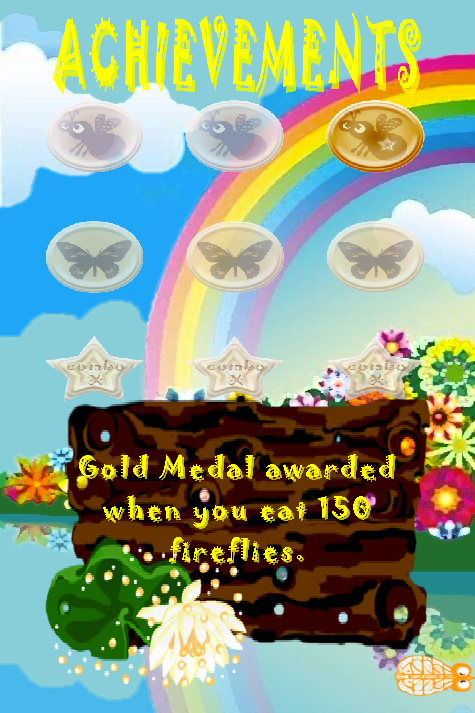 ACHIEVEMENTS
combo combo combo
X X X
Gold Medal awarded
when you eat 150
fireflies.